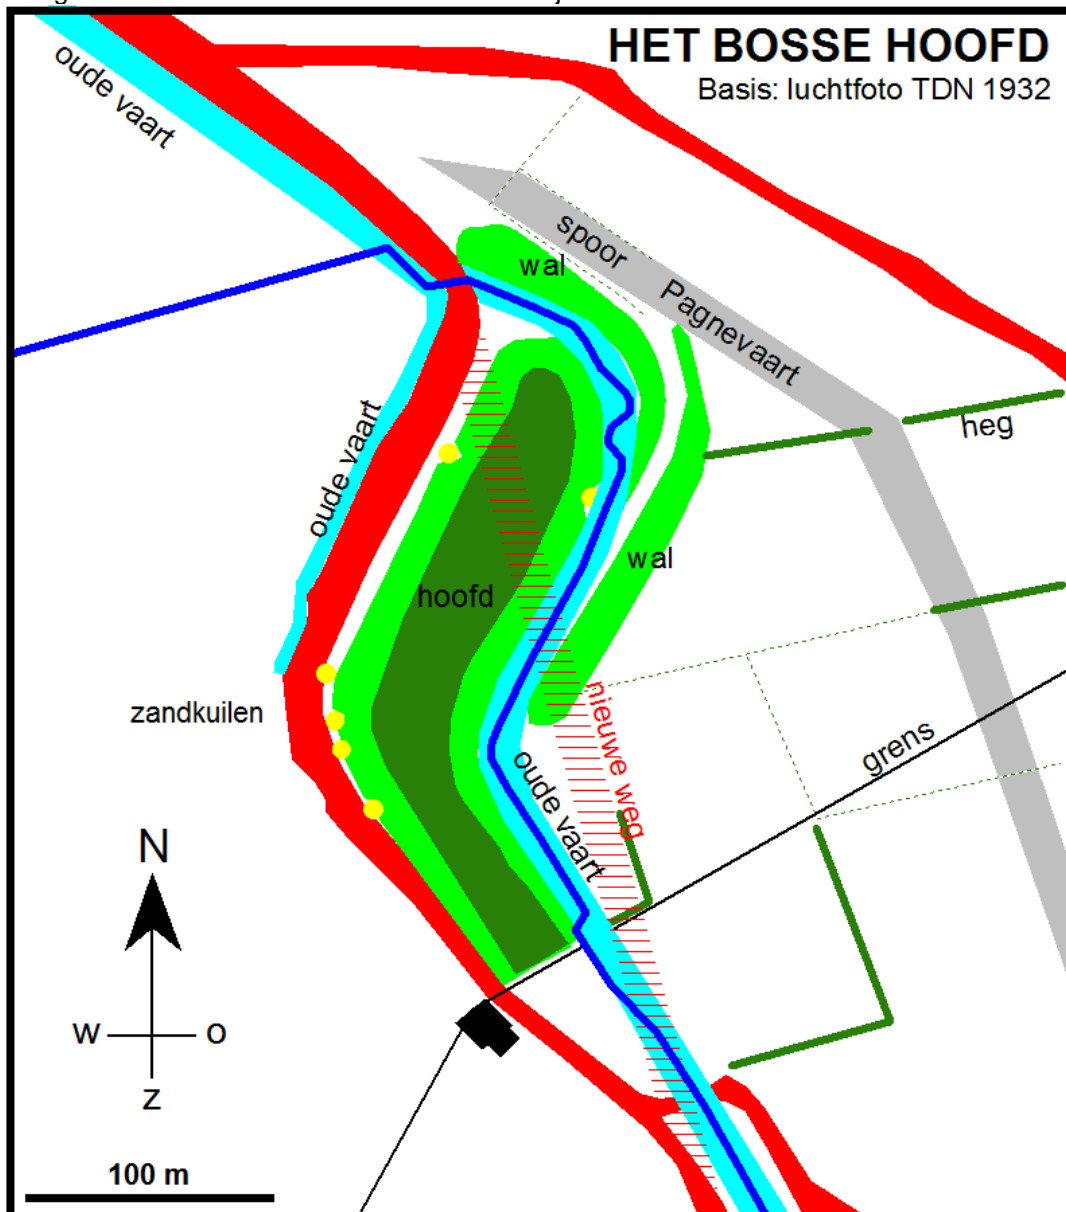 HET BOSSE HOOFD
Basis: luchtfoto TDN 1932
oude vaart
spoor Pagnevaart
wal
heg
oude vaart
wal
hoofd
nieuwe weg
zandkuilen
grens
oude vaart
N
W
O
Z
100 m